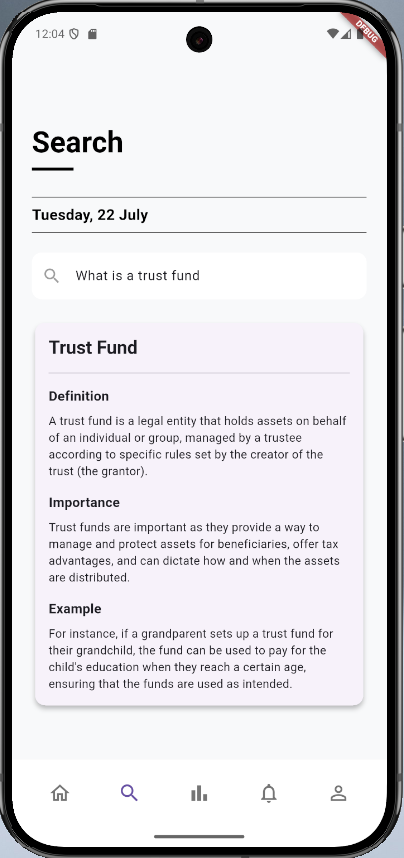 12:04
DEBUG
Search
Tuesday, 22 July
What is a trust fund
Trust Fund
Definition
A trust fund is a legal entity that holds assets on behalf
of an individual or group, managed by a trustee
according to specific rules set by the creator of the
trust (the grantor).
Importance
Trust funds are important as they provide a way to
manage and protect assets for beneficiaries, offer tax
advantages, and can dictate how and when the assets
are distributed.
Example
For instance, if a grandparent sets up a trust fund for
their grandchild, the fund can be used to pay for the
child's education when they reach a certain age,
ensuring that the funds are used as intended.